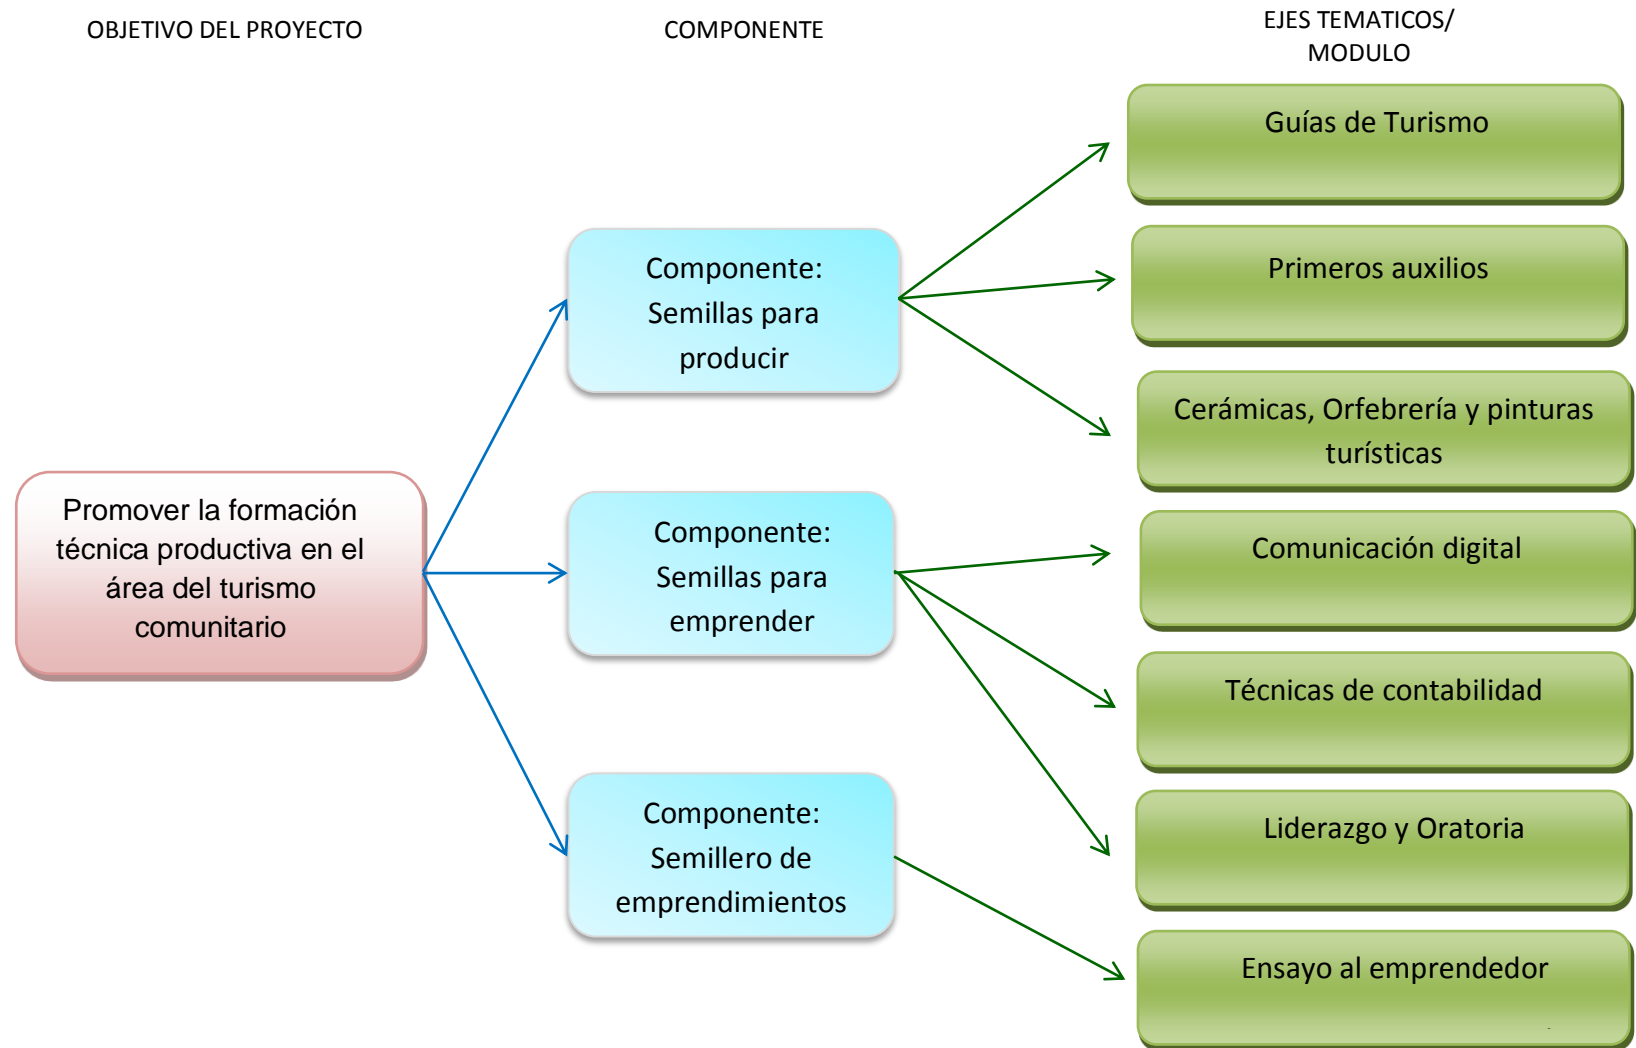 OBJETIVO DEL PROYECTO
COMPONENTE
EJES TEMATICOS/
MODULO
Promover la formación
técnica productiva en el
área del turismo
comunitario
Componente:
Semillas para
producir
Componente:
Semillas para
emprender
Componente:
Semillero de
emprendimientos
Guías de Turismo
Primeros auxilios
Cerámicas, Orfebrería y pinturas
turísticas
Comunicación digital
Técnicas de contabilidad
Liderazgo y Oratoria
Ensayo al emprendedor